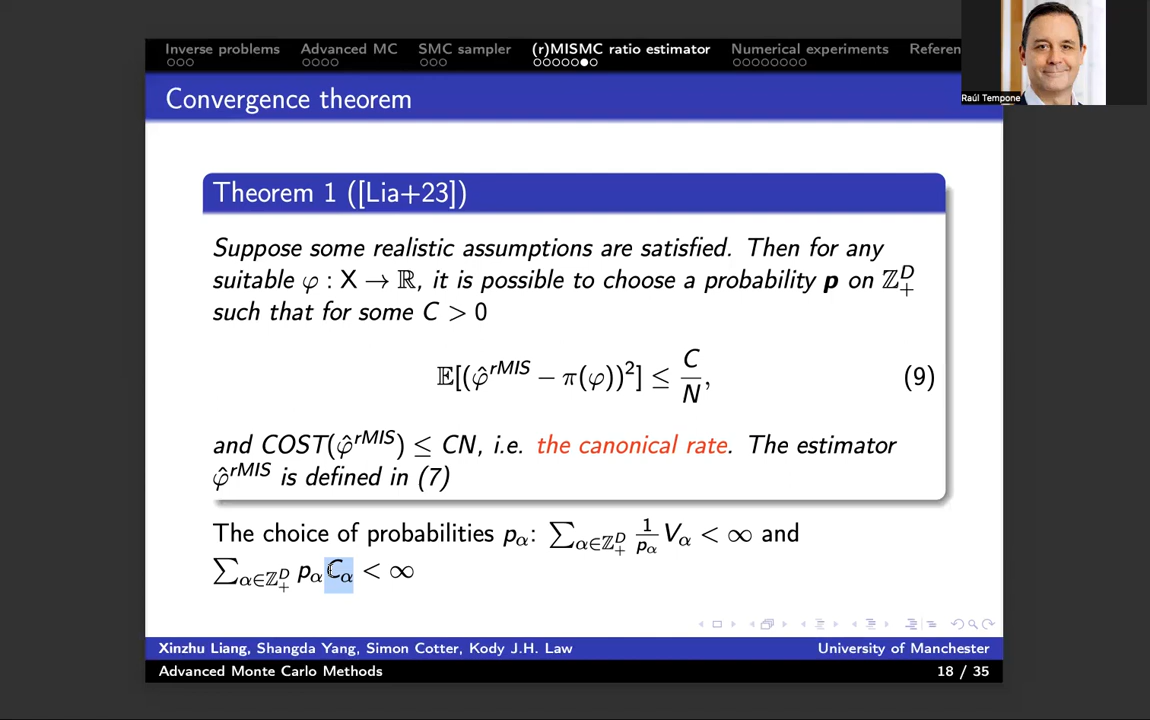 Inverse problems Advanced MC SMC sampler (r)MISMC ratio estimator Numerical experiments Referen
Raúl Tempone
Convergence theorem
Theorem 1 ([Lia+23])
Suppose some realistic assumptions are satisfied. Then for any
suitable φ : X → ℝ, it is possible to choose a probability p on ℤ₊ᴰ
such that for some C > 0
𝔼[(φ̂^{rMIS} − π(φ))²] ≤ C/N, (9)
and COST(φ̂^{rMIS}) ≤ CN, i.e. the canonical rate. The estimator
φ̂^{rMIS} is defined in (7)
The choice of probabilities p_α: ∑_{α∈ℤ₊ᴰ} 1/p_α V_α < ∞ and
∑_{α∈ℤ₊ᴰ} p_α C_α < ∞
Xinzhu Liang, Shangda Yang, Simon Cotter, Kody J.H. Law University of Manchester
Advanced Monte Carlo Methods 18 / 35